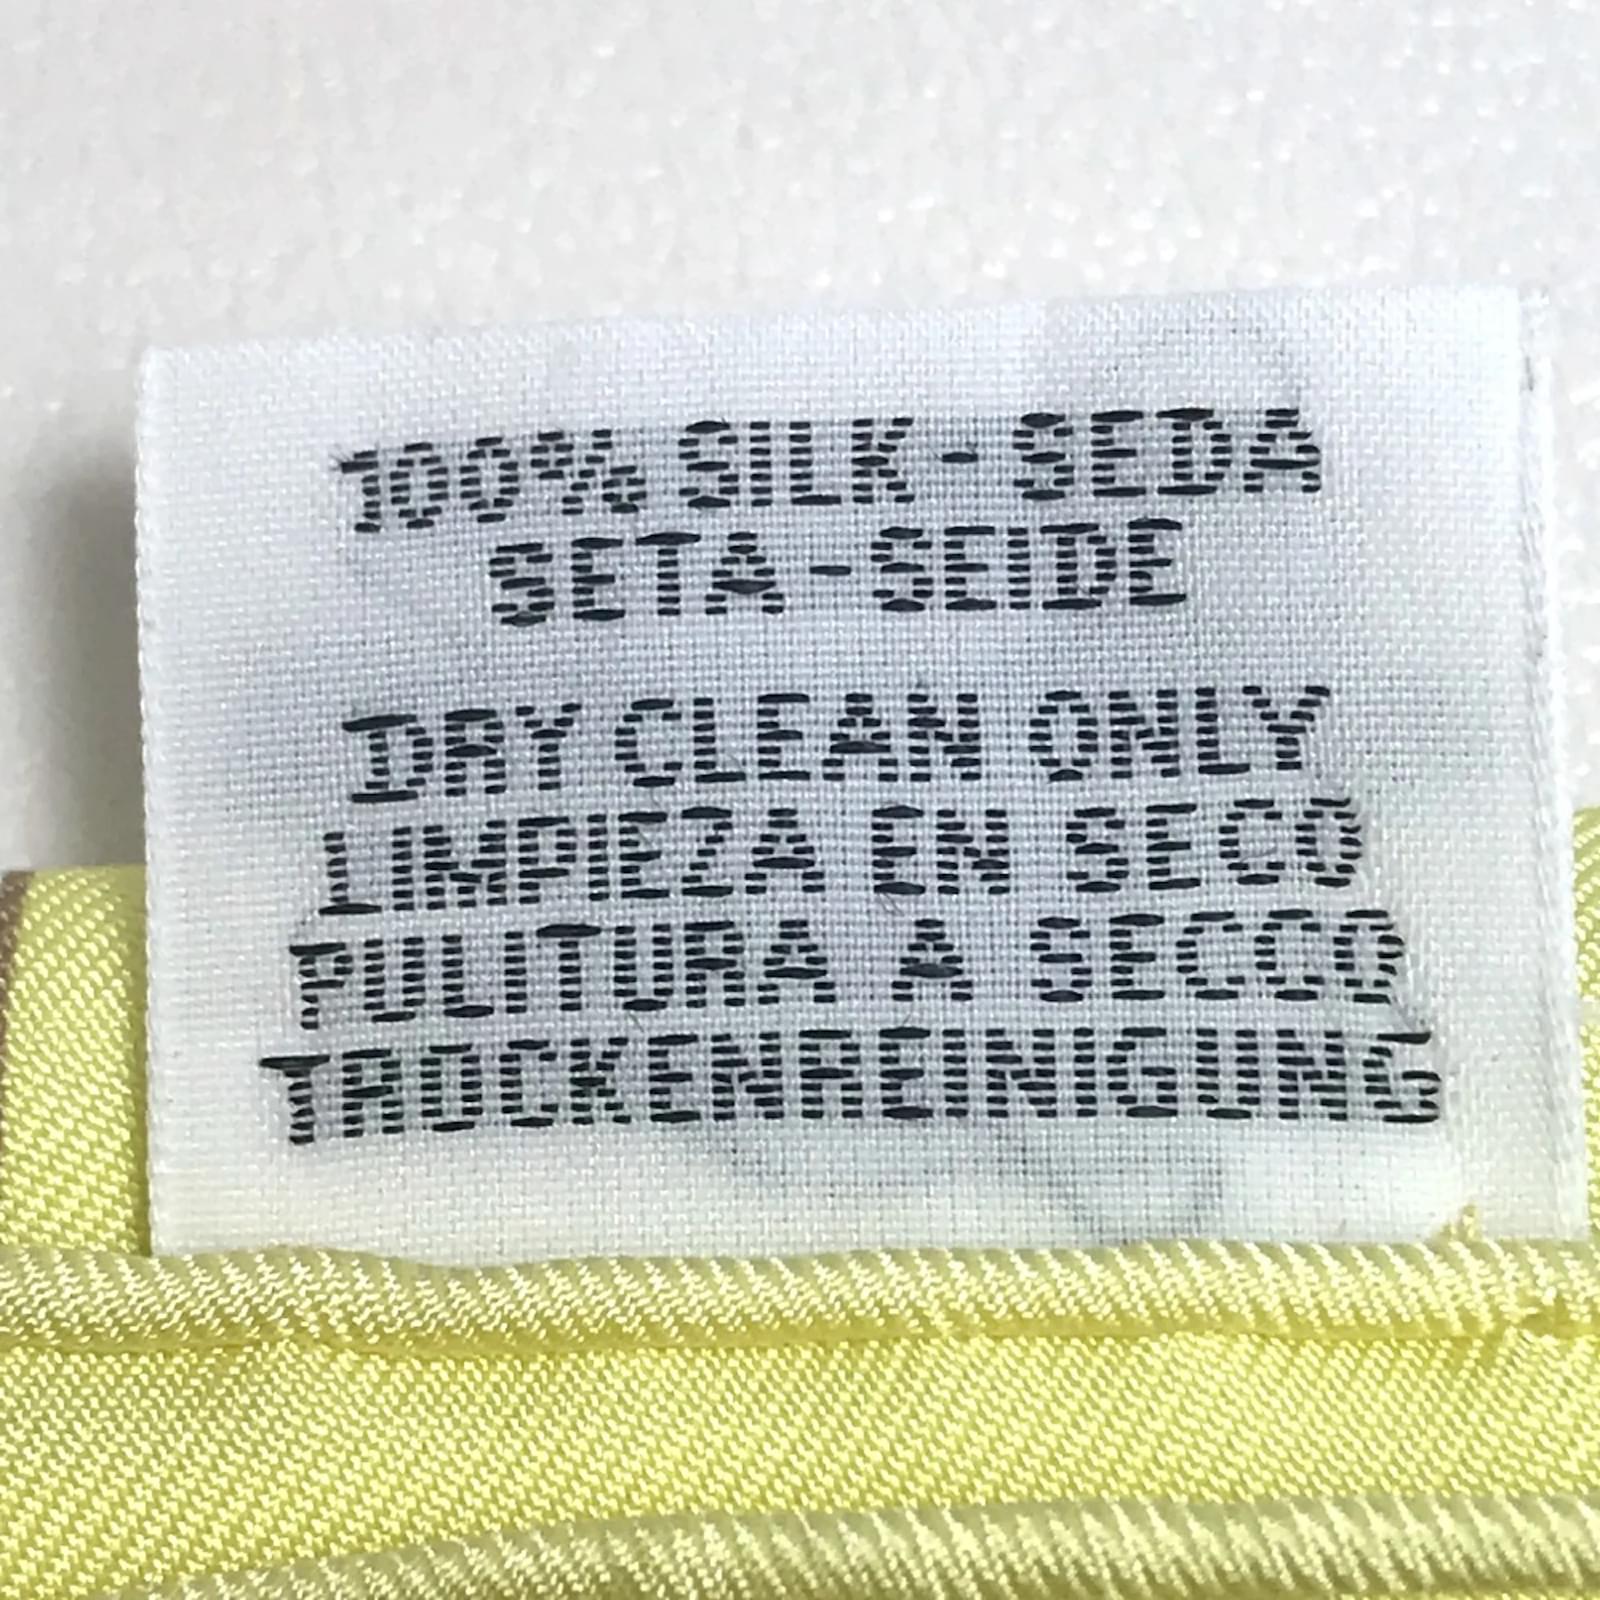 100% SILK - SEDA
SETA - SEIDE
DRY CLEAN ONLY
LIMPIEZA EN SECO
PULITURA A SECCO
TROCKENREINIGUNG